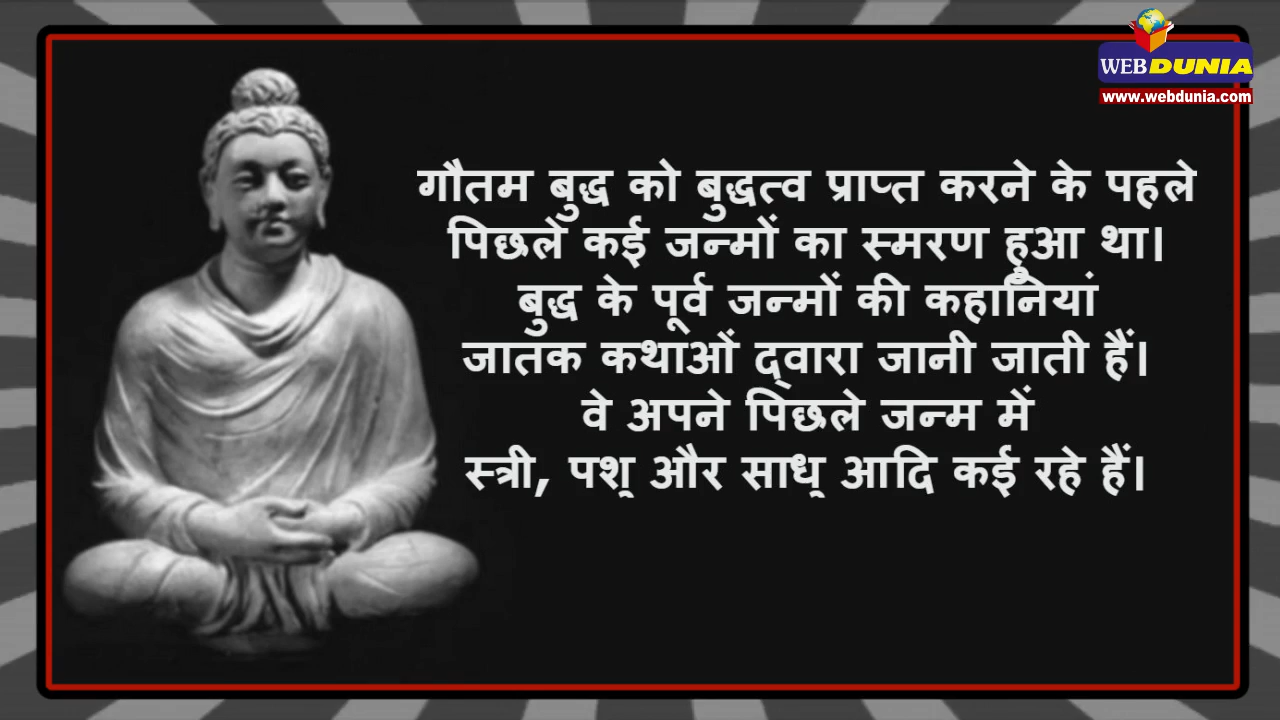 WEBDUNIA
www.webdunia.com
गौतम बुद्ध को बुद्धत्व प्राप्त करने के पहले
पिछले कई जन्मों का स्मरण हुआ था।
बुद्ध के पूर्व जन्मों की कहानियां
जातक कथाओं द्वारा जानी जाती हैं।
वे अपने पिछले जन्म में
स्त्री, पशु और साधु आदि कई रहे हैं।